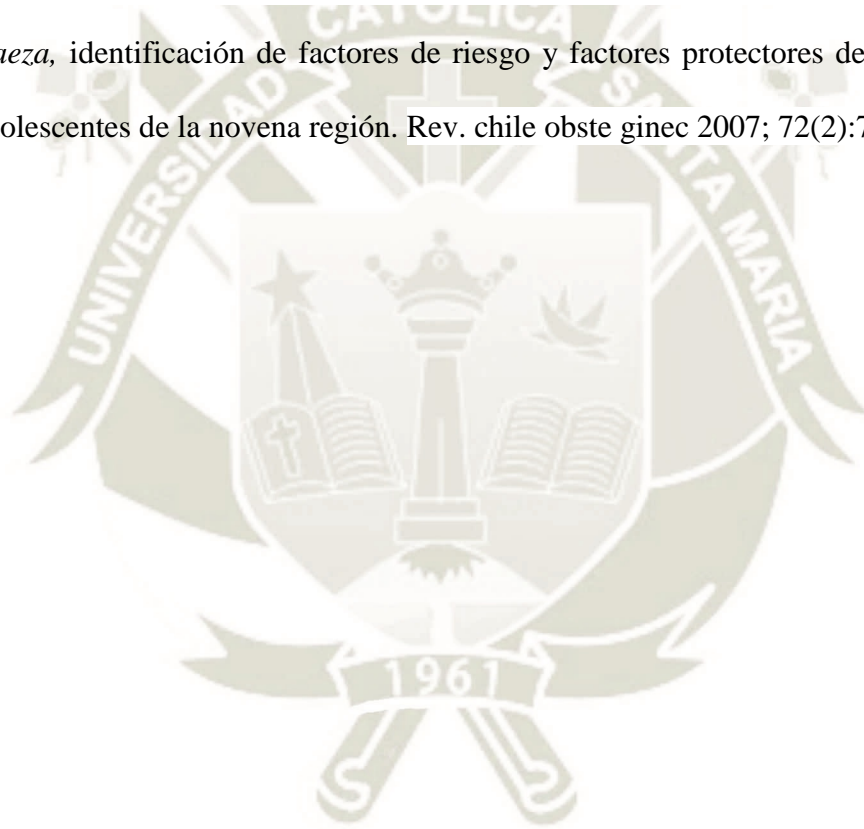 CATOLICA
aeza, identificación de factores de riesgo y factores protectores de
olescentes de la novena región. Rev. chile obste ginec 2007; 72(2):7
UNIVERSIDAD
SANTA MARIA
1961